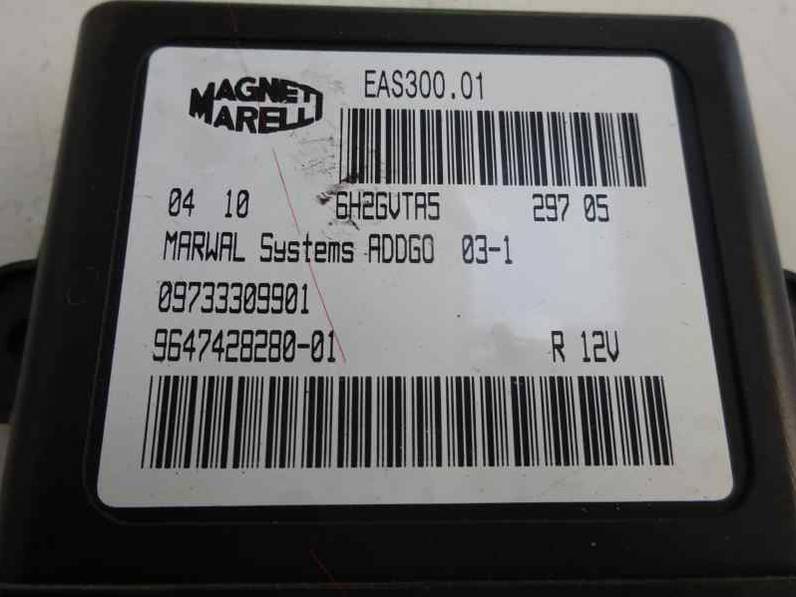 MAGNETI
MARELLI
EAS300.01
04 10 6H2GVTA5 297 05
MARWAL Systems ADDGO 03-1
09733309901
9647428280-01 R 12V